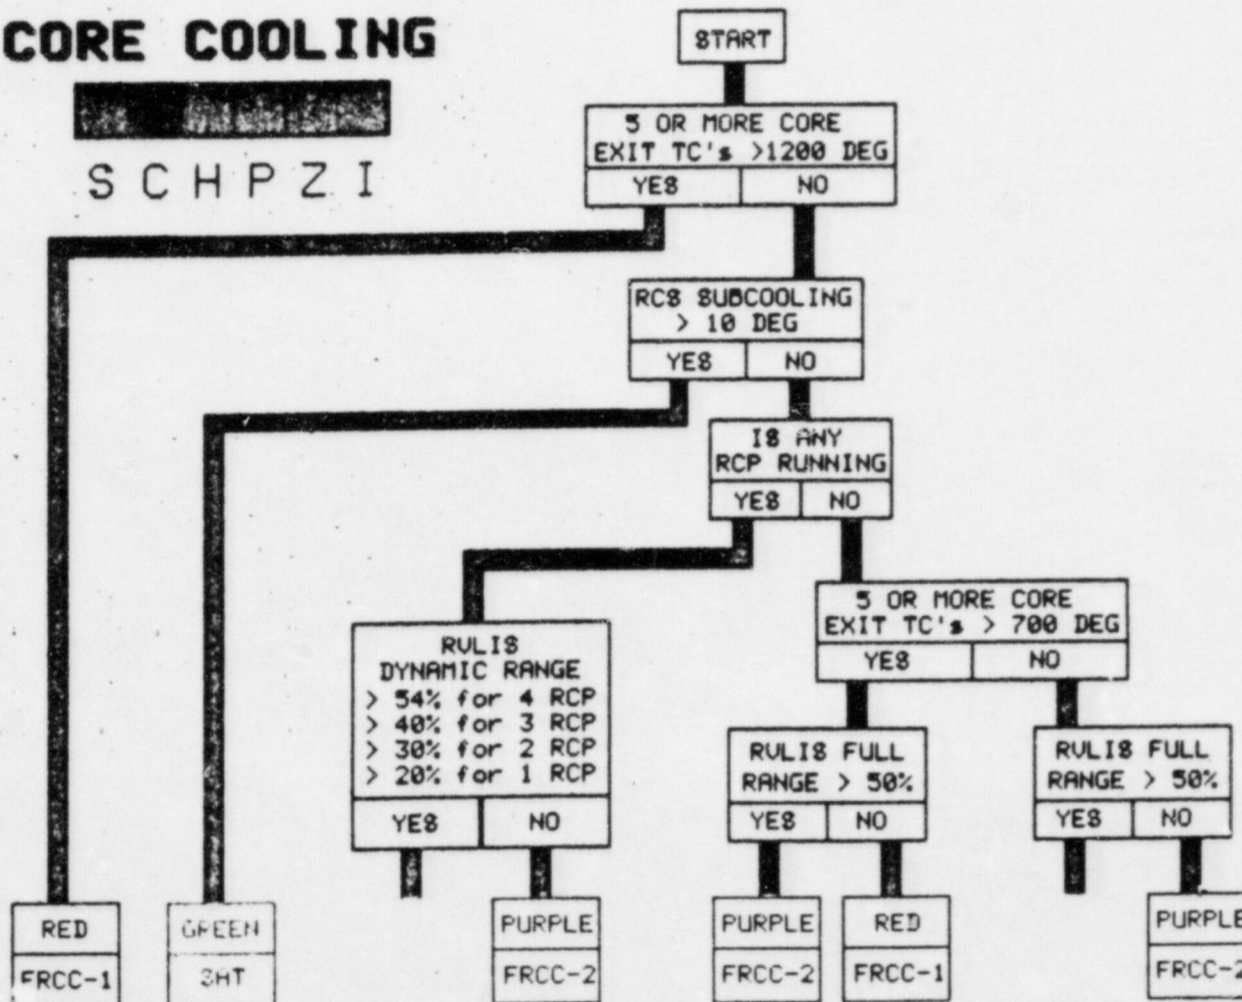 CORE COOLING
S C H P Z I
START
5 OR MORE CORE
EXIT TC's >1200 DEG
YES NO
RCS SUBCOOLING
> 10 DEG
YES NO
IS ANY
RCP RUNNING
YES NO
5 OR MORE CORE
EXIT TC's > 700 DEG
YES NO
RVLIS
DYNAMIC RANGE
> 54% for 4 RCP
> 40% for 3 RCP
> 30% for 2 RCP
> 20% for 1 RCP
YES NO
RVLIS FULL
RANGE > 50%
YES NO
RVLIS FULL
RANGE > 50%
YES NO
RED
FRCC-1
GREEN
SAT
PURPLE
FRCC-2
PURPLE
FRCC-2
RED
FRCC-1
PURPLE
FRCC-2